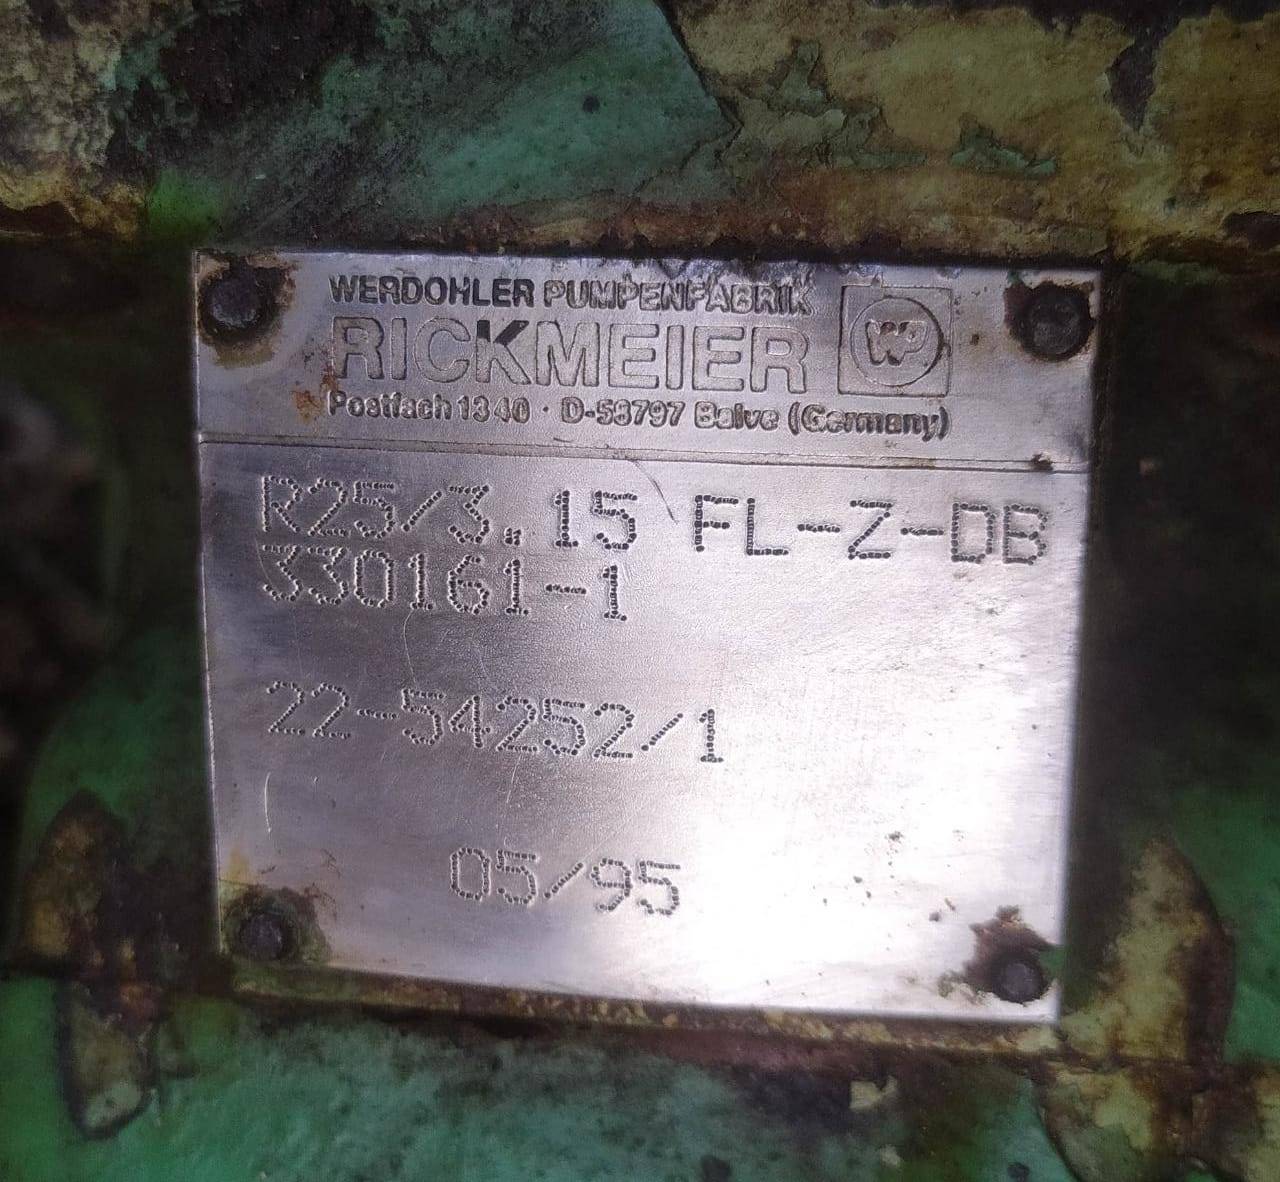 WERDOHLER PUMPENFABRIK
RICKMEIER
WP
Postfach 1340 · D-58797 Balve (Germany)
R25/3.15 FL-Z-DB
330161-1
22-54252/1
05/95